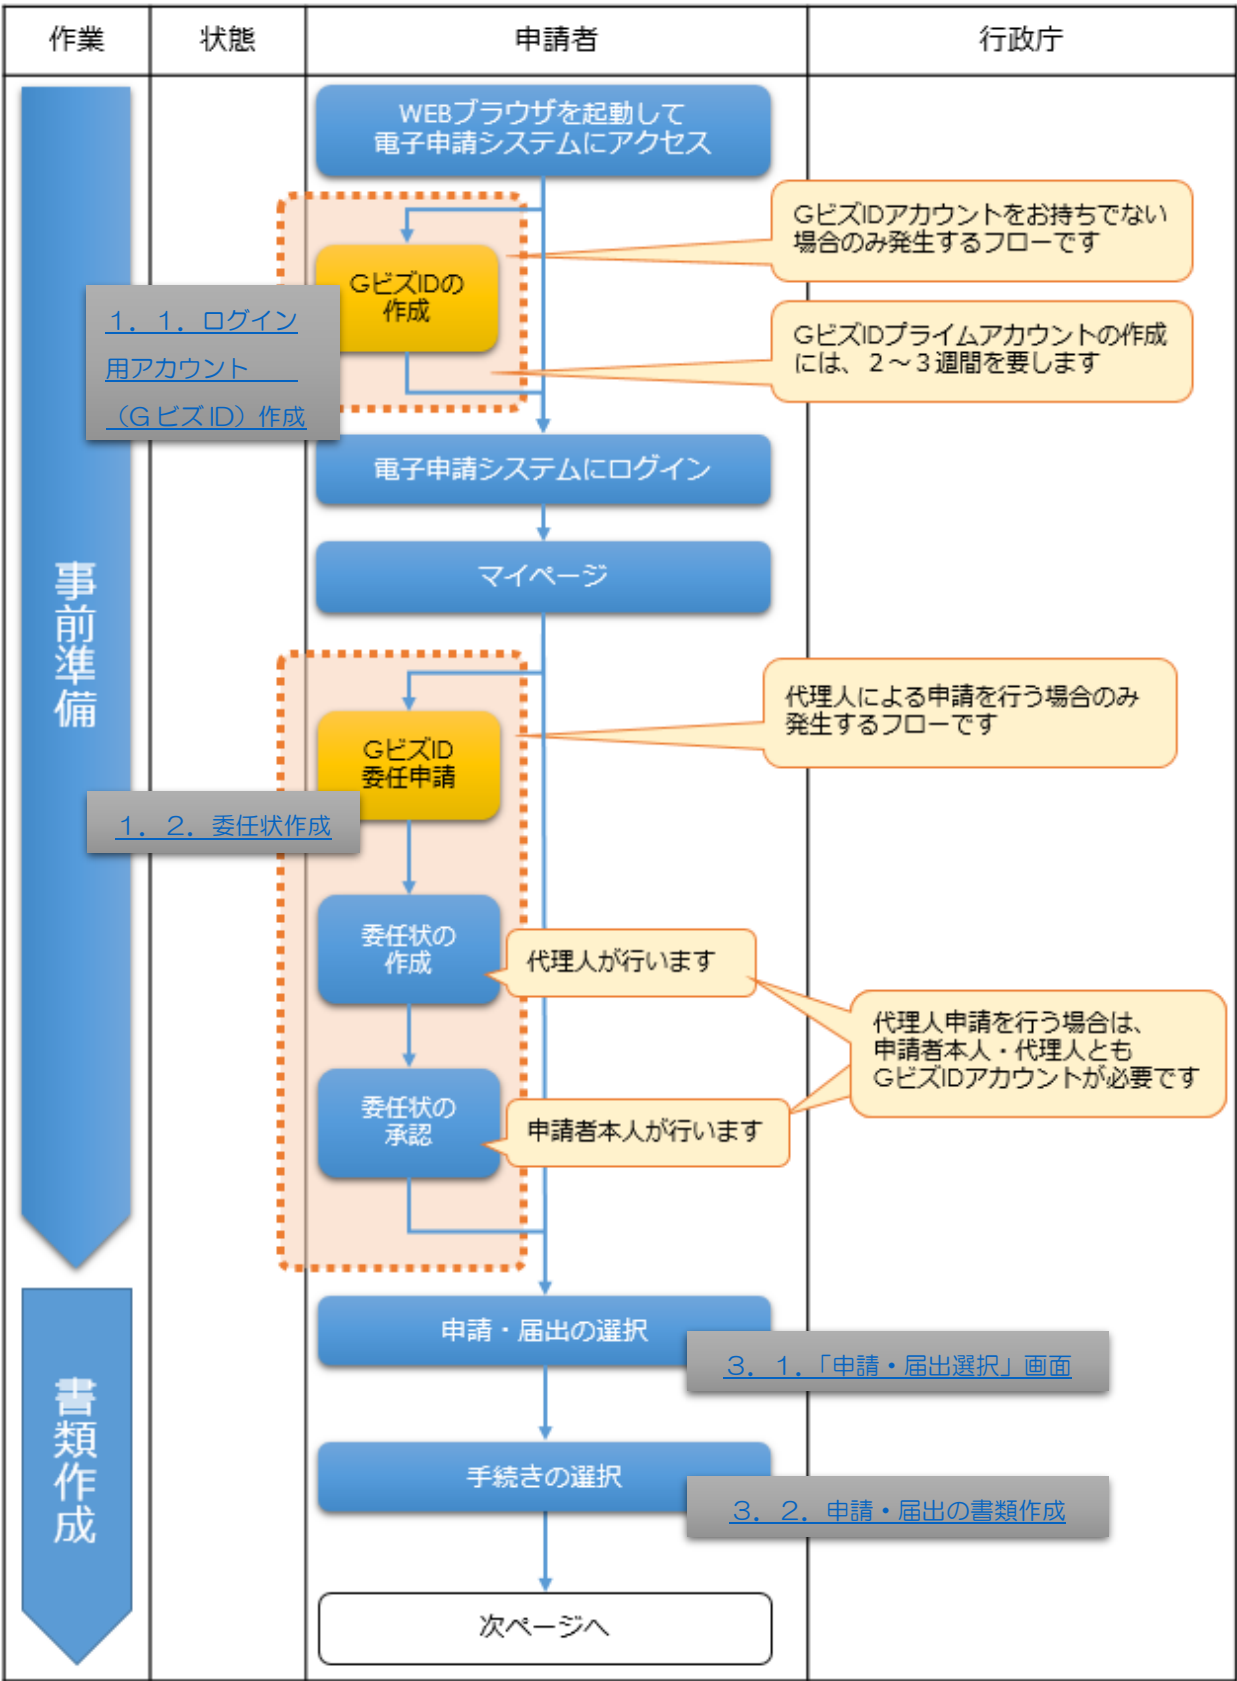 作業
状態
申請者
行政庁
WEBブラウザを起動して
電子申請システムにアクセス
GビズIDアカウントをお持ちでない
場合のみ発生するフローです
GビズIDの
作成
１．１．ログイン
用アカウント
（GビズID）作成
GビズIDプライムアカウントの作成
には、２～３週間を要します
電子申請システムにログイン
マイページ
事前準備
代理人による申請を行う場合のみ
発生するフローです
GビズID
委任申請
１．２．委任状作成
委任状の
作成
代理人が行います
代理人申請を行う場合は、
申請者本人・代理人とも
GビズIDアカウントが必要です
委任状の
承認
申請者本人が行います
申請・届出の選択
３．１．「申請・届出選択」画面
書類作成
手続きの選択
３．２．申請・届出の書類作成
次ページへ